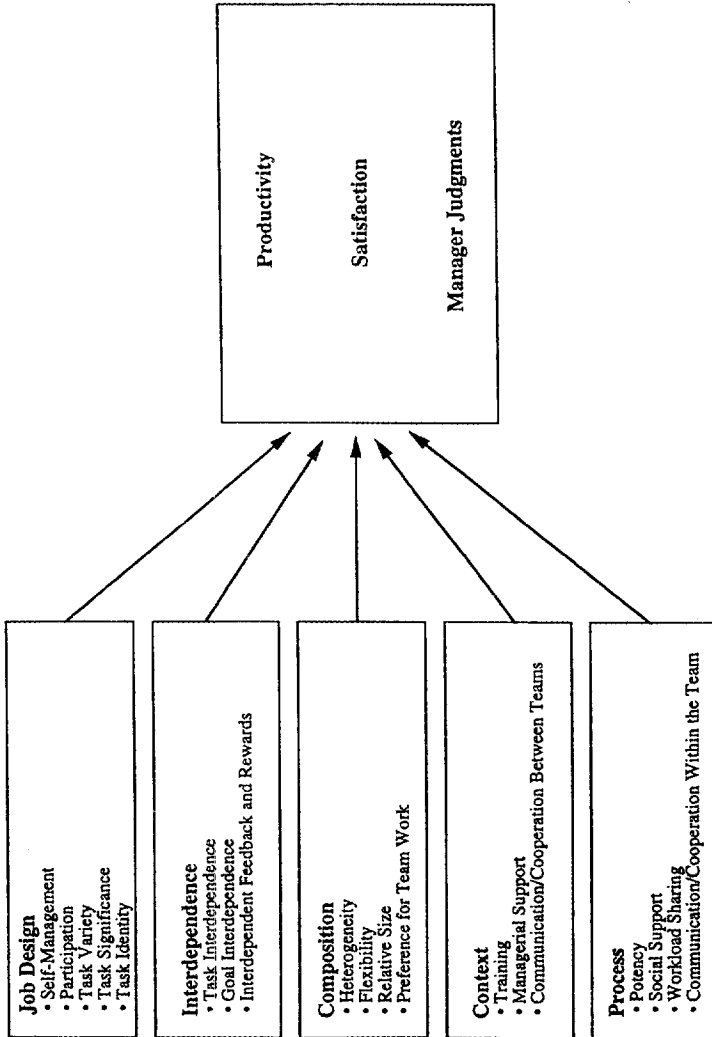 Job Design
• Self-Management
• Participation
• Task Variety
• Task Significance
• Task Identity
Interdependence
• Task Interdependence
• Goal Interdependence
• Interdependent Feedback and Rewards
Composition
• Heterogeneity
• Flexibility
• Relative Size
• Preference for Team Work
Context
• Training
• Managerial Support
• Communication/Cooperation Between Teams
Process
• Potency
• Social Support
• Workload Sharing
• Communication/Cooperation Within the Team
Productivity
Satisfaction
Manager Judgments